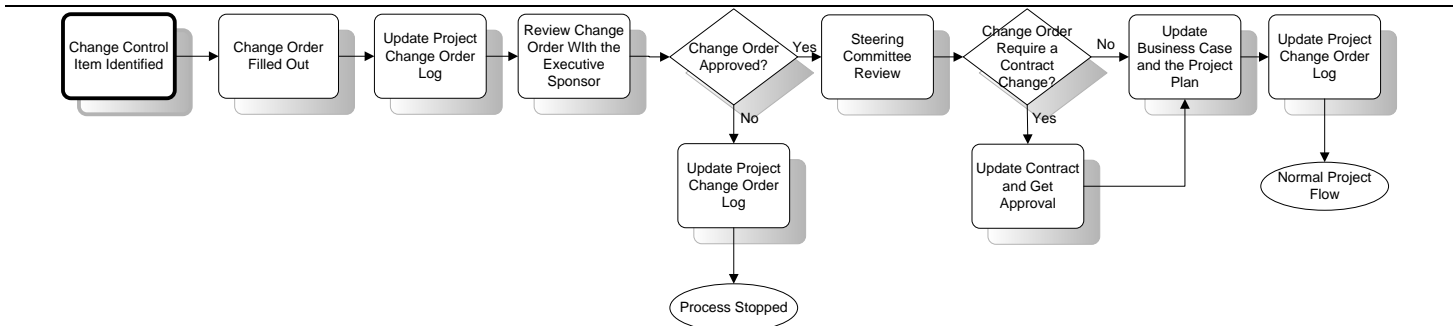 Change Control
Item Identified
Change Order
Filled Out
Update Project
Change Order
Log
Review Change
Order WIth the
Executive
Sponsor
Change Order
Approved?
Yes
No
Update Project
Change Order
Log
Process Stopped
Steering
Committee
Review
Change Order
Require a
Contract
Change?
No
Yes
Update Contract
and Get
Approval
Update
Business Case
and the Project
Plan
Update Project
Change Order
Log
Normal Project
Flow